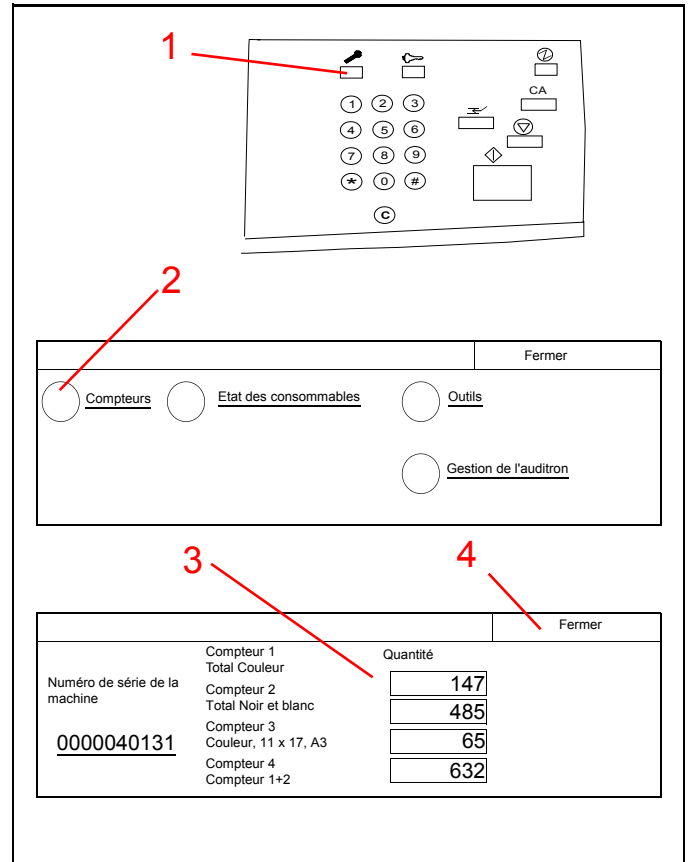 1
CA
1 2 3
4 5 6
7 8 9
* 0 #
C
2
Fermer
Compteurs Etat des consommables Outils
Gestion de l'auditron
3 4
Fermer
Compteur 1 Quantité
Total Couleur
Numéro de série de la
machine
147
Compteur 2
Total Noir et blanc
485
Compteur 3
Couleur, 11 x 17, A3
65
0000040131
Compteur 4
Compteur 1+2
632